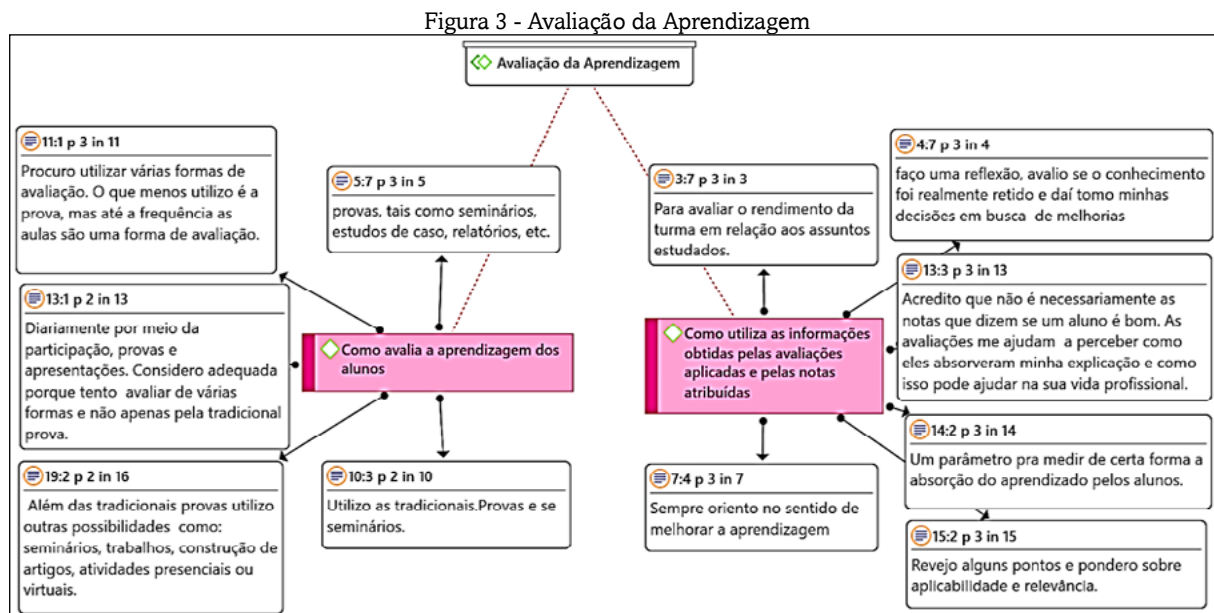 Figura 3 - Avaliação da Aprendizagem
Avaliação da Aprendizagem
11:1 p 3 in 11
Procuro utilizar várias formas de
avaliação. O que menos utilizo é a
prova, mas até a frequência as
aulas são uma forma de avaliação.
5:7 p 3 in 5
provas, tais como seminários,
estudos de caso, relatórios, etc.
13:1 p 2 in 13
Diariamente por meio da
participação, provas e
apresentações. Considero adequada
porque tento avaliar de várias
formas e não apenas pela tradicional
prova.
Como avalia a aprendizagem dos
alunos
19:2 p 2 in 16
Além das tradicionais provas utilizo
outras possibilidades como:
seminários, trabalhos, construção de
artigos, atividades presenciais ou
virtuais.
10:3 p 2 in 10
Utilizo as tradicionais.Provas e se
seminários.
3:7 p 3 in 3
Para avaliar o rendimento da
turma em relação aos assuntos
estudados.
4:7 p 3 in 4
faço uma reflexão, avalio se o conhecimento
foi realmente retido e daí tomo minhas
decisões em busca de melhorias
Como utiliza as informações
obtidas pelas avaliações
aplicadas e pelas notas
atribuídas
13:3 p 3 in 13
Acredito que não é necessariamente as
notas que dizem se um aluno é bom. As
avaliações me ajudam a perceber como
eles absorveram minha explicação e como
isso pode ajudar na sua vida profissional.
7:4 p 3 in 7
Sempre oriento no sentido de
melhorar a aprendizagem
14:2 p 3 in 14
Um parâmetro pra medir de certa forma a
absorção do aprendizado pelos alunos.
15:2 p 3 in 15
Revejo alguns pontos e pondero sobre
aplicabilidade e relevância.